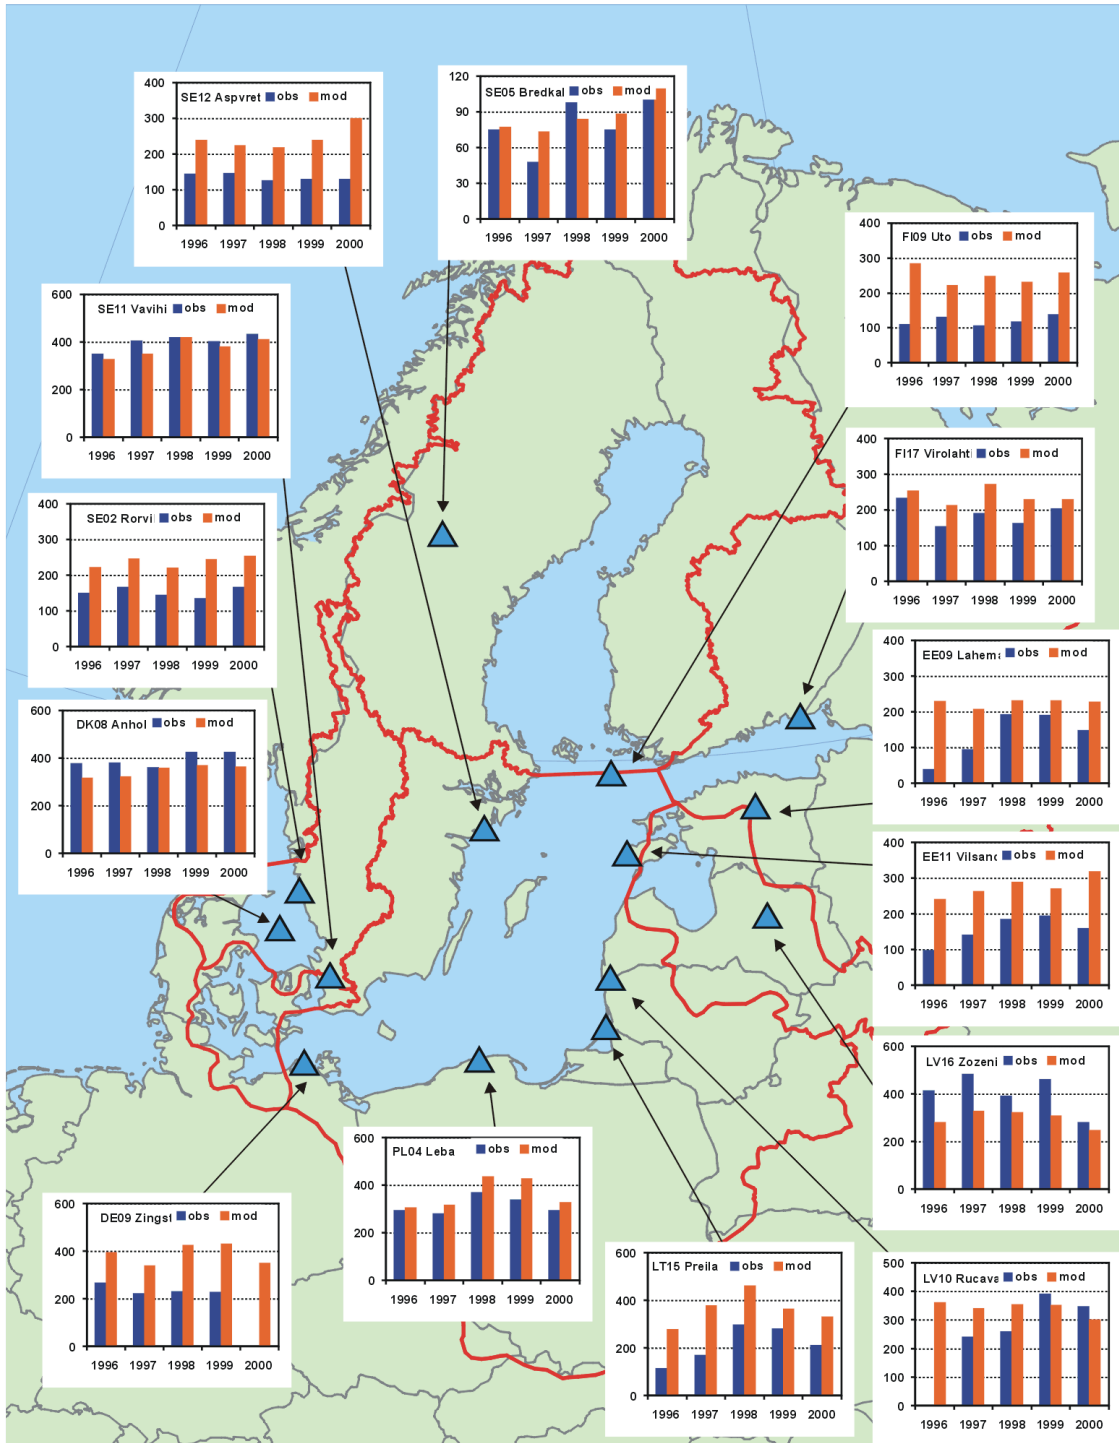 SE12 Aspvret obs mod
400
300
200
100
0
1996 1997 1998 1999 2000
SE05 Bredkal obs mod
120
90
60
30
0
1996 1997 1998 1999 2000
FI09 Uto obs mod
400
300
200
100
0
1996 1997 1998 1999 2000
SE11 Vavihi obs mod
600
400
200
0
1996 1997 1998 1999 2000
FI17 Virolahti obs mod
400
300
200
100
0
1996 1997 1998 1999 2000
SE02 Rorvi obs mod
400
300
200
100
0
1996 1997 1998 1999 2000
EE09 Lahema obs mod
400
300
200
100
0
1996 1997 1998 1999 2000
DK08 Anhol obs mod
600
400
200
0
1996 1997 1998 1999 2000
EE11 Vilsand obs mod
400
300
200
100
0
1996 1997 1998 1999 2000
LV16 Zozeni obs mod
600
400
200
0
1996 1997 1998 1999 2000
PL04 Leba obs mod
600
400
200
0
1996 1997 1998 1999 2000
DE09 Zingst obs mod
600
400
200
0
1996 1997 1998 1999 2000
LT15 Preila obs mod
600
400
200
0
1996 1997 1998 1999 2000
LV10 Rucava obs mod
500
400
300
200
100
0
1996 1997 1998 1999 2000